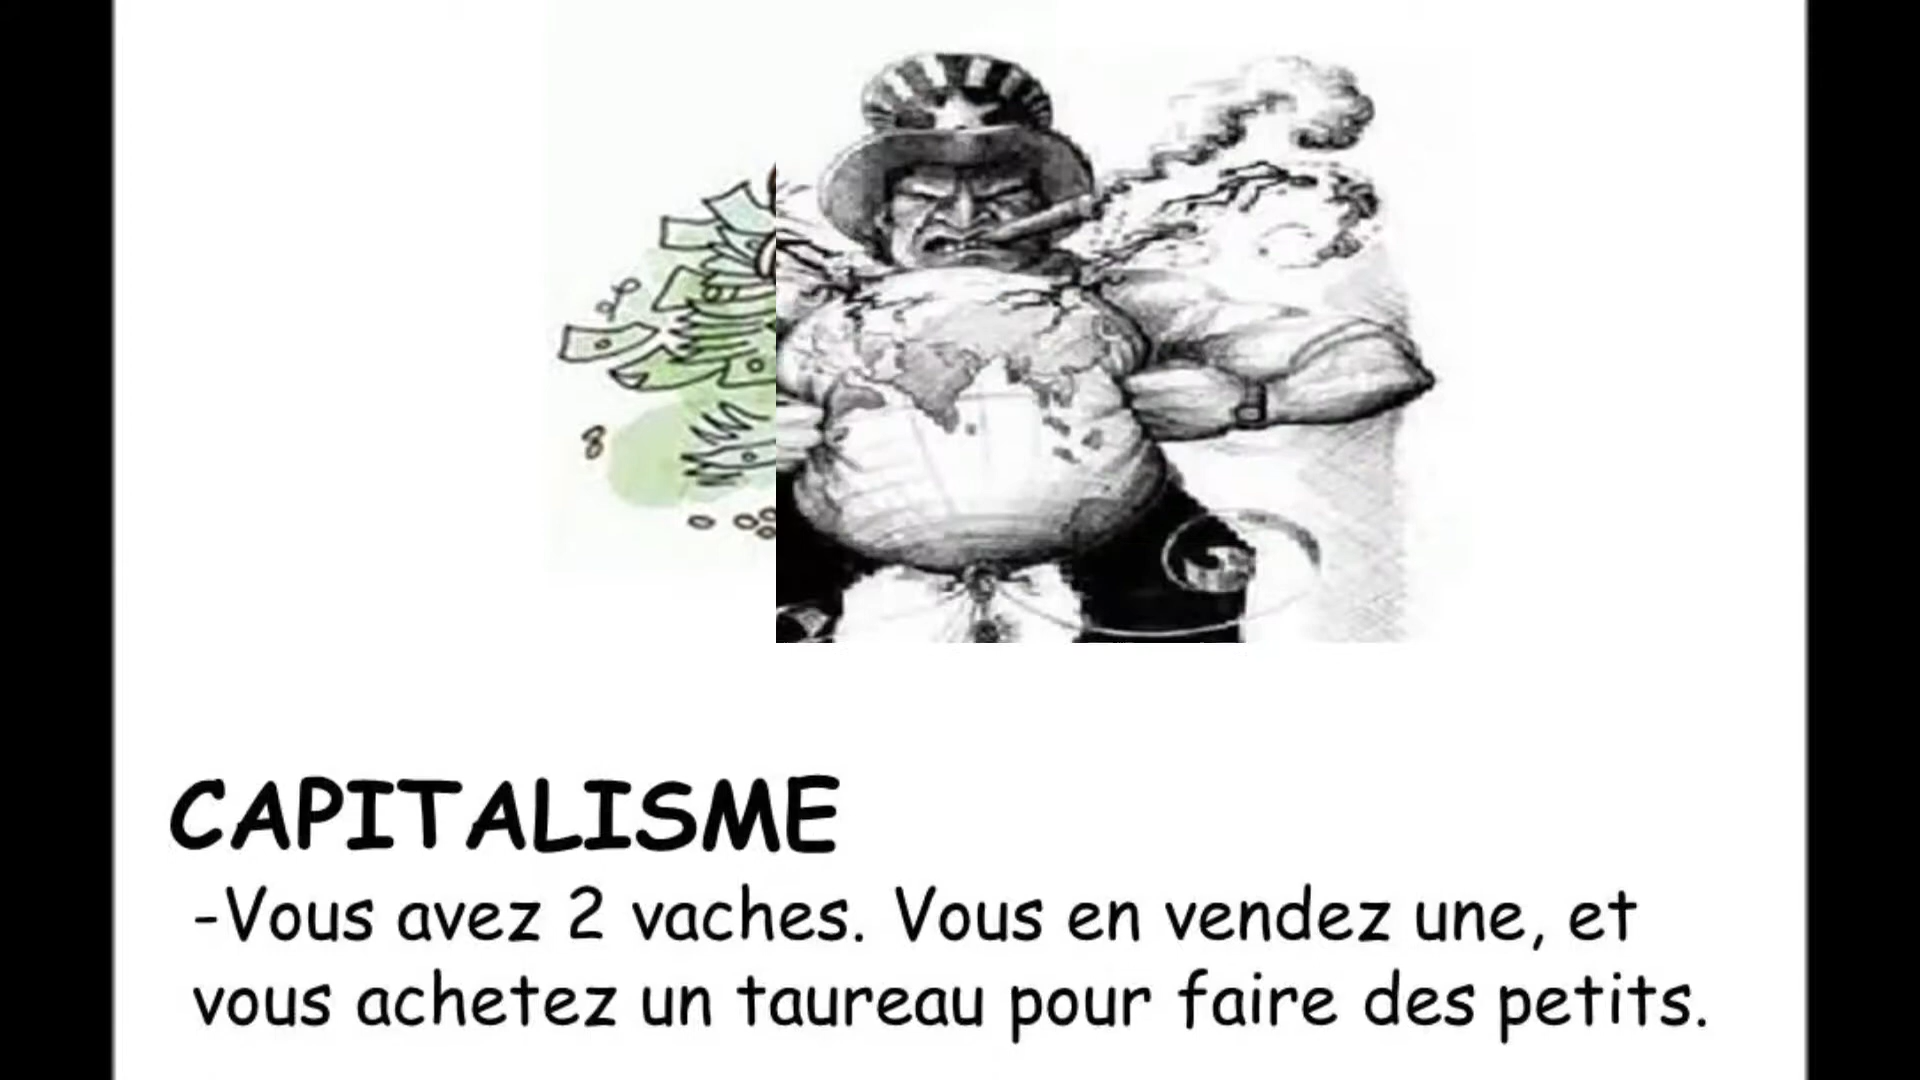 CAPITALISME
-Vous avez 2 vaches. Vous en vendez une, et
vous achetez un taureau pour faire des petits.